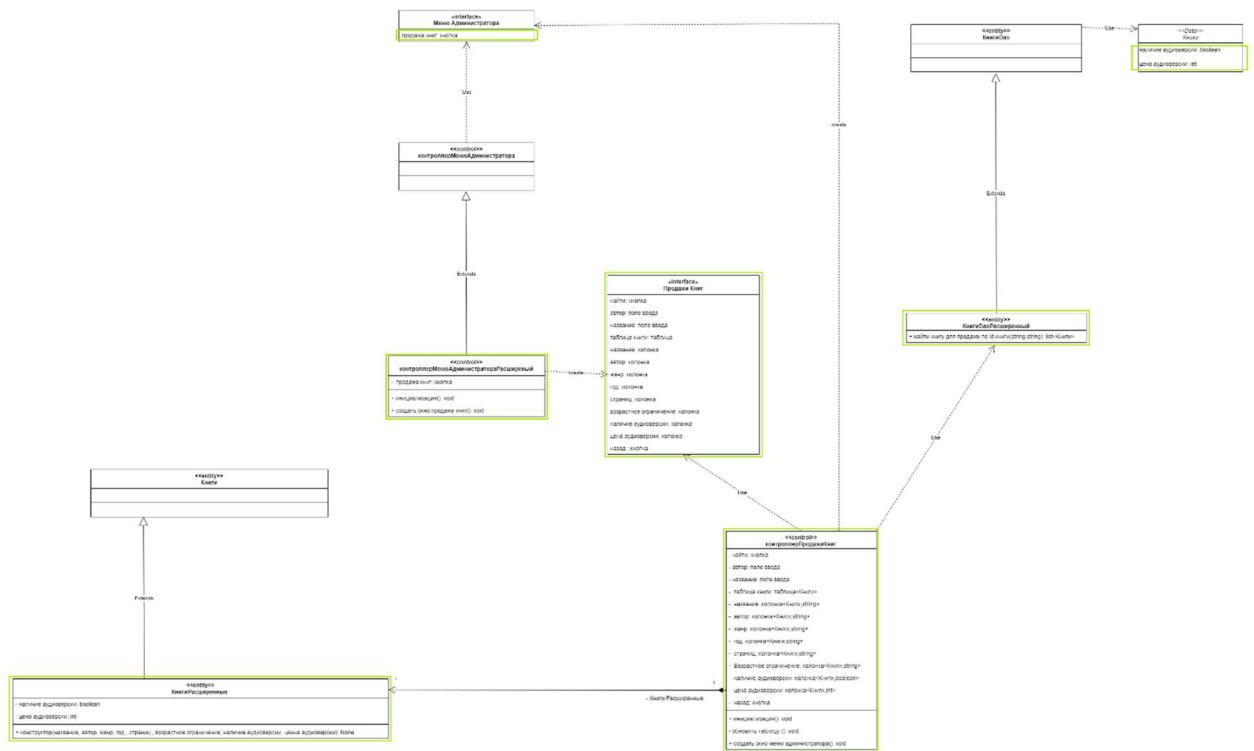 «interface»
Меню Администратора
продажа книг: кнопка
Use
<<control>>
контроллерМенюАдминистратора
Extends
<<control>>
контроллерМенюАдминистратораРасширеный
- продажа книг: кнопка
- инициализация(): void
+ создать окно продажа книг(): void
create
«interface»
Продажи Книг
найти: кнопка
автор: поле ввода
название: поле ввода
таблица книги: таблица
название: колонка
автор: колонка
жанр: колонка
год: колонка
страниц: колонка
возрастное ограничение: колонка
наличие аудиоверсии: колонка
цена аудиоверсии: колонка
назад : кнопка
create
<<entity>>
КнигиDao
Use
<<Data>>
Книги
наличие аудиоверсии: boolean
цена аудиоверсии: int
Extends
<<entity>>
КнигиDaoРасширенный
+ найти книгу для продажи по id книги(string,string): list<Книги>
Use
Use
<<entity>>
Книги
Extends
<<entity>>
КнигиРасширенные
- наличие аудиоверсии: boolean
- цена аудиоверсии: int
+ конструктор(название, автор, жанр, год , страниц , возрастное ограничение, наличие Аудиоверсии, ценна аудиоверсии): None
*
- Книги Расширенные
1
<<control>>
контроллерПродажиКниг
- найти: кнопка
- автор: поле ввода
- название: поле ввода
- таблица книги: таблица<Книги>
- название: колонка<Книги,string>
- автор: колонка<Книги,string>
- жанр: колонка<Книги,string>
- год: колонка<Книги,string>
- страниц: колонка<Книги,string>
- Возрастное ограничение: колонка<Книги,string>
- наличие аудиоверсии: колонка<Книги,boolean>
- цена аудиоверсии: колонка<Книги,int>
- назад: кнопка
+ инициализация(): void
- обновить таблицу (): void
+ создать окно меню администратора(): void